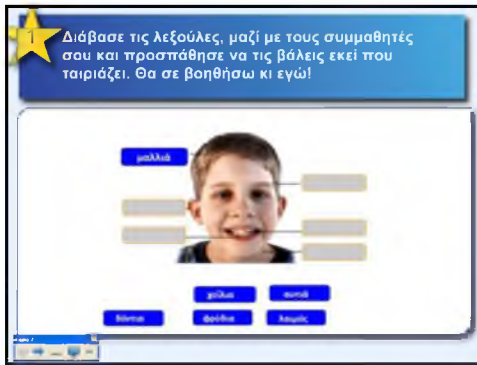 1
Διάβασε τις λεξούλες, μαζί με τους συμμαθητές
σου και προσπάθησε να τις βάλεις εκεί που
ταιριάζει. Θα σε βοηθήσω κι εγώ!
μαλλιά
χείλια αυτιά
δόντια φρύδια λαιμός